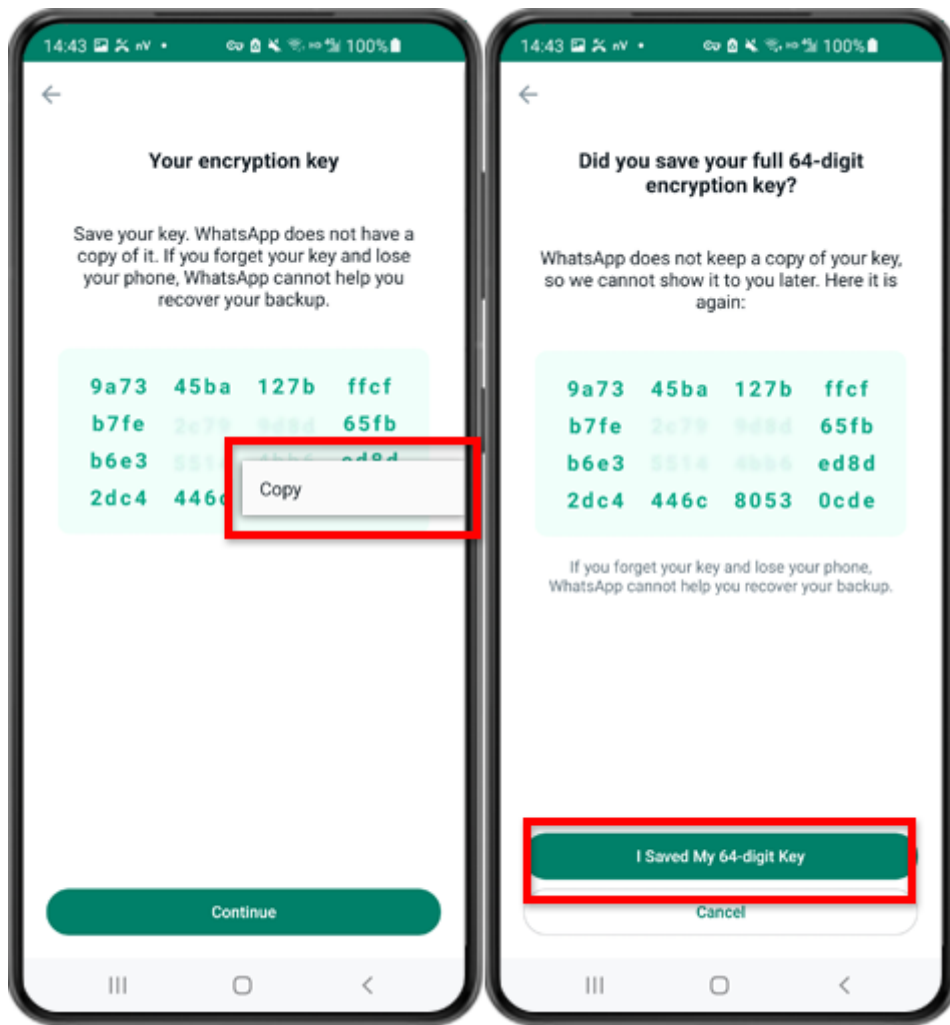 14:43
nV
100%
Your encryption key
Save your key. WhatsApp does not have a
copy of it. If you forget your key and lose
your phone, WhatsApp cannot help you
recover your backup.
9a73 45ba 127b ffcf
b7fe 65fb
b6e3
2dc4
Copy
Continue
14:43
nV
100%
Did you save your full 64-digit
encryption key?
WhatsApp does not keep a copy of your key,
so we cannot show it to you later. Here it is
again:
9a73 45ba 127b ffcf
b7fe 65fb
b6e3 ed8d
2dc4 446c 8053 0cde
If you forget your key and lose your phone,
WhatsApp cannot help you recover your backup.
I Saved My 64-digit Key
Cancel